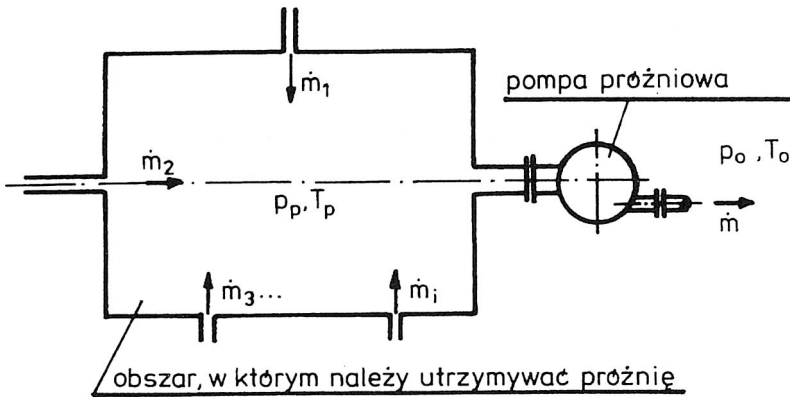 ṁ₁
pompa próżniowa
pₒ , Tₒ
ṁ₂
pₚ, Tₚ
ṁ
ṁ₃...
ṁᵢ
obszar, w którym należy utrzymywać próżnię